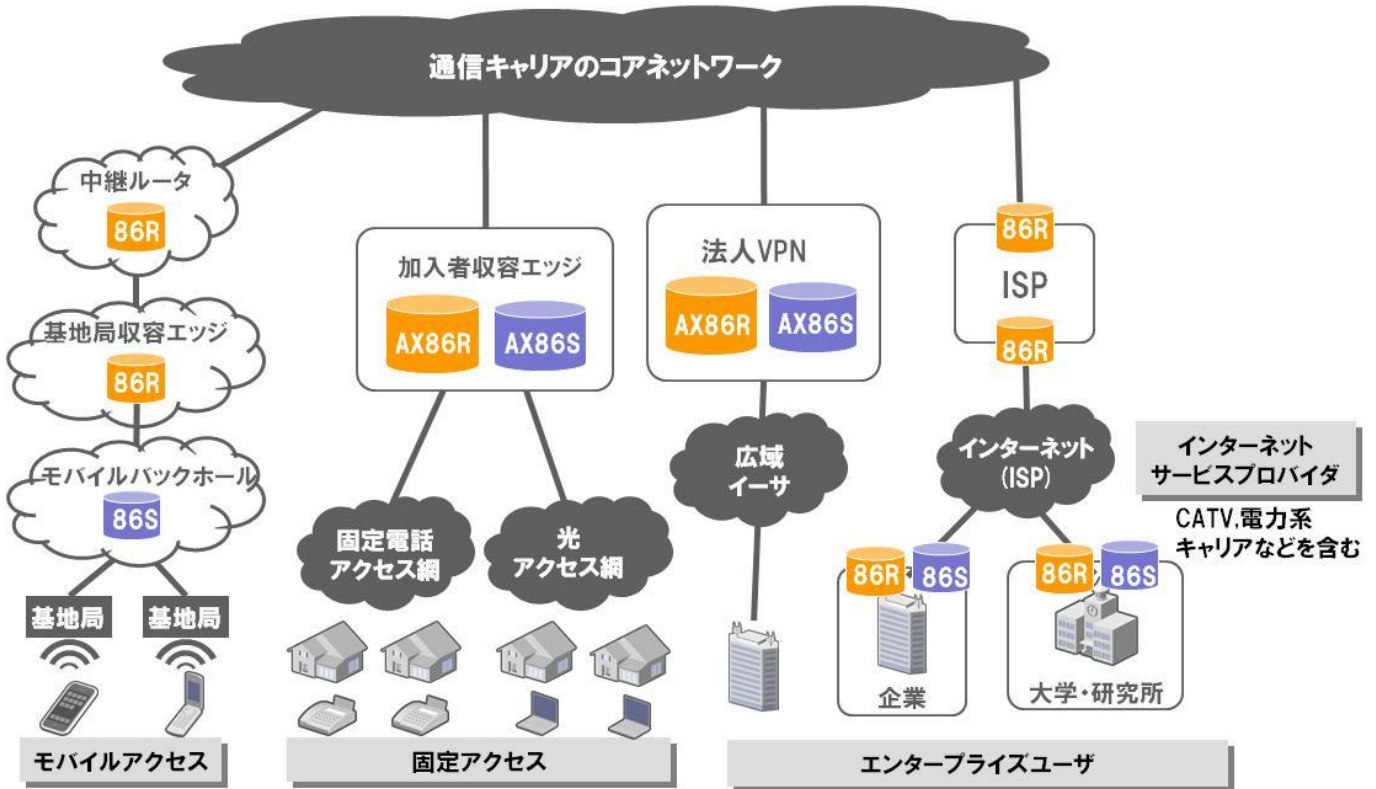 通信キャリアのコアネットワーク
中継ルータ
86R
基地局収容エッジ
86R
モバイルバックホール
86S
基地局
基地局
モバイルアクセス
加入者収容エッジ
AX86R
AX86S
固定電話
アクセス網
光
アクセス網
固定アクセス
法人VPN
AX86R
AX86S
広域
イーサ
86R
ISP
86R
インターネット
(ISP)
インターネット
サービスプロバイダ
CATV,電力系
キャリアなどを含む
86R
86S
企業
86R
86S
大学・研究所
エンタープライズユーザ